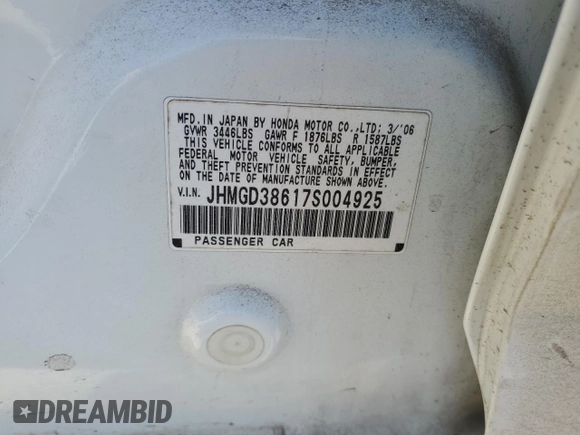 MFD. IN JAPAN BY HONDA MOTOR CO.,LTD; 3/'06
GVWR 3446LBS GAWR F 1876LBS R 1587LBS
THIS VEHICLE CONFORMS TO ALL APPLICABLE
FEDERAL MOTOR VEHICLE SAFETY, BUMPER,
AND THEFT PREVENTION STANDARDS IN EFFECT
ON THE DATE OF MANUFACTURE SHOWN ABOVE.
V.I.N. JHMGD38617S004925
PASSENGER CAR
DREAMBID